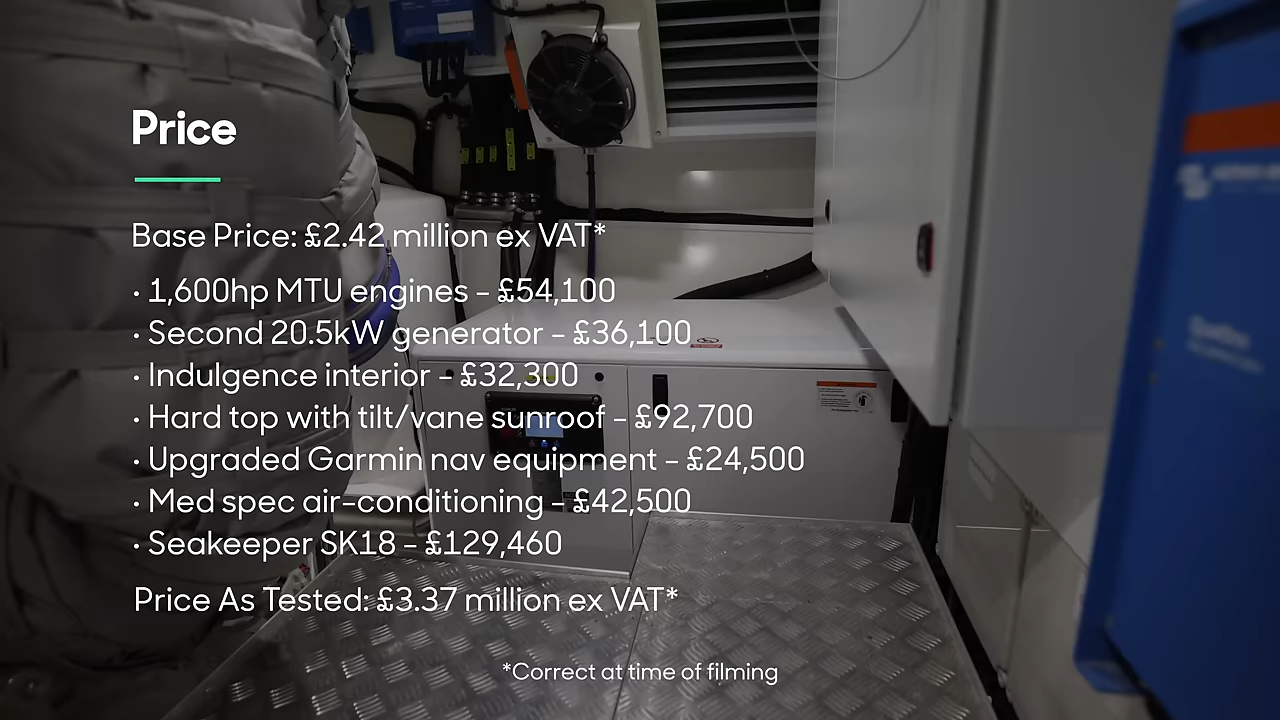 Price
Base Price: £2.42 million ex VAT*
• 1,600hp MTU engines – £54,100
• Second 20.5kW generator – £36,100
• Indulgence interior – £32,300
• Hard top with tilt/vane sunroof – £92,700
• Upgraded Garmin nav equipment – £24,500
• Med spec air-conditioning – £42,500
• Seakeeper SK18 – £129,460
Price As Tested: £3.37 million ex VAT*
*Correct at time of filming